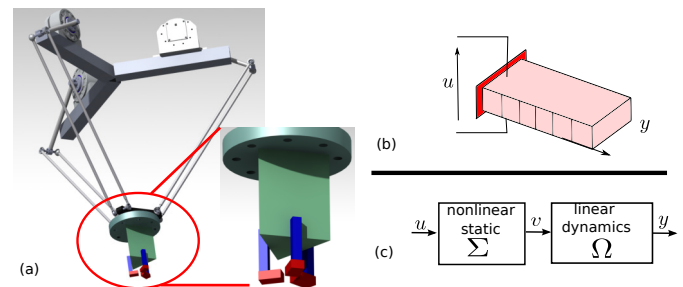 (a)
u
y
(b)
u
nonlinear
static
Σ
v
linear
dynamics
Ω
y
(c)